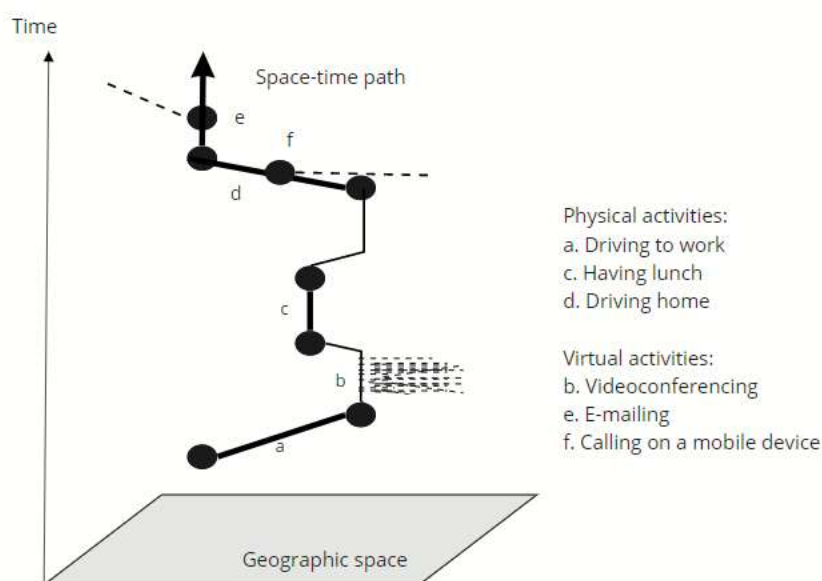 Time
Space-time path
e
f
d
Physical activities:
a. Driving to work
c. Having lunch
d. Driving home
c
Virtual activities:
b. Videoconferencing
e. E-mailing
f. Calling on a mobile device
b
a
Geographic space